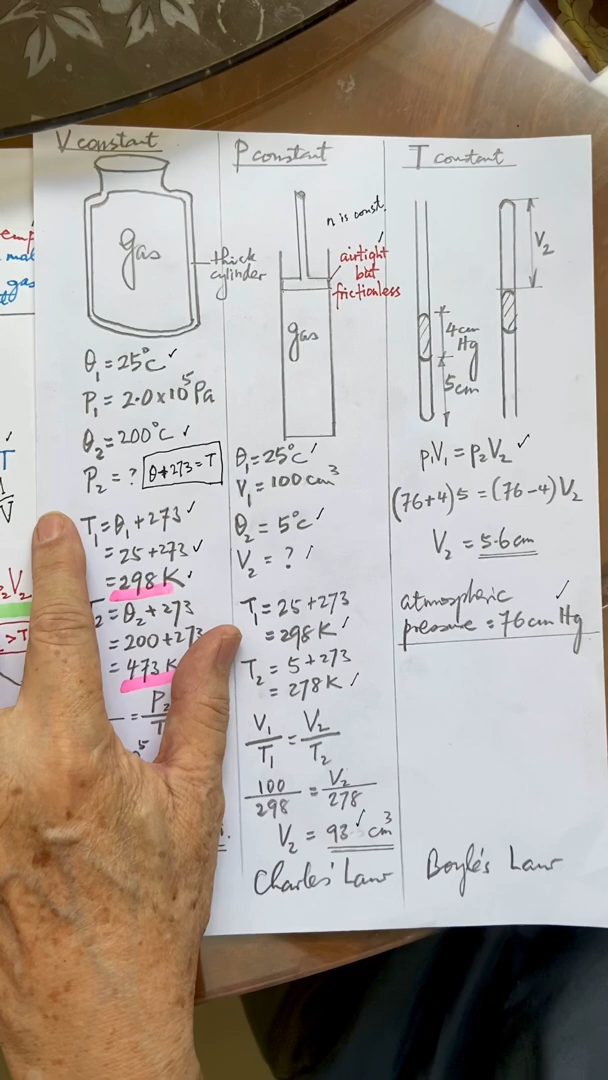 V constant
gas
thick
cylinder
θ₁ = 25°C ✓
P₁ = 2.0 x 10⁵ Pa
θ₂ = 200°C ✓
P₂ = ?
θ + 273 = T
T₁ = θ₁ + 273 ✓
= 25 + 273 ✓
= 298 K ✓
= θ₂ + 273
= 200 + 273
= 473 K
= P₂
P constant
n is const.
airtight
but
frictionless
gas
θ₁ = 25°C ✓
V₁ = 100 cm³
θ₂ = 5°C ✓
V₂ = ?
T₁ = 25 + 273
= 298 K ✓
T₂ = 5 + 273
= 278 K ✓
V₁/T₁ = V₂/T₂
100/298 = V₂/278
V₂ = 93 ✓ cm³
Charles' Law
T constant
V₂
4cm
Hg
5cm
p₁V₁ = p₂V₂ ✓
(76+4)5 = (76-4)V₂
V₂ = 5.6 cm
atmospheric ✓
pressure = 76 cm Hg
Boyle's Law